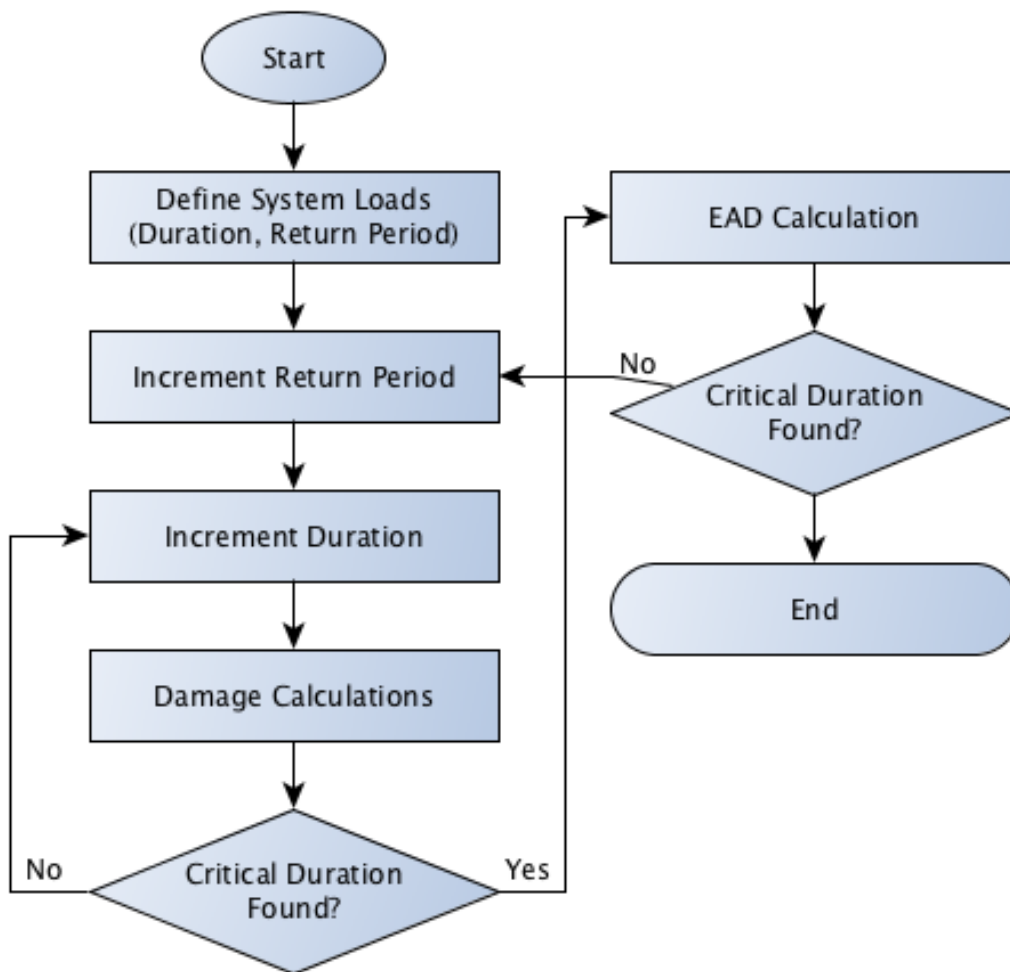 Start
Define System Loads
(Duration, Return Period)
Increment Return Period
Increment Duration
Damage Calculations
Critical Duration
Found?
No
Yes
EAD Calculation
Critical Duration
Found?
No
End